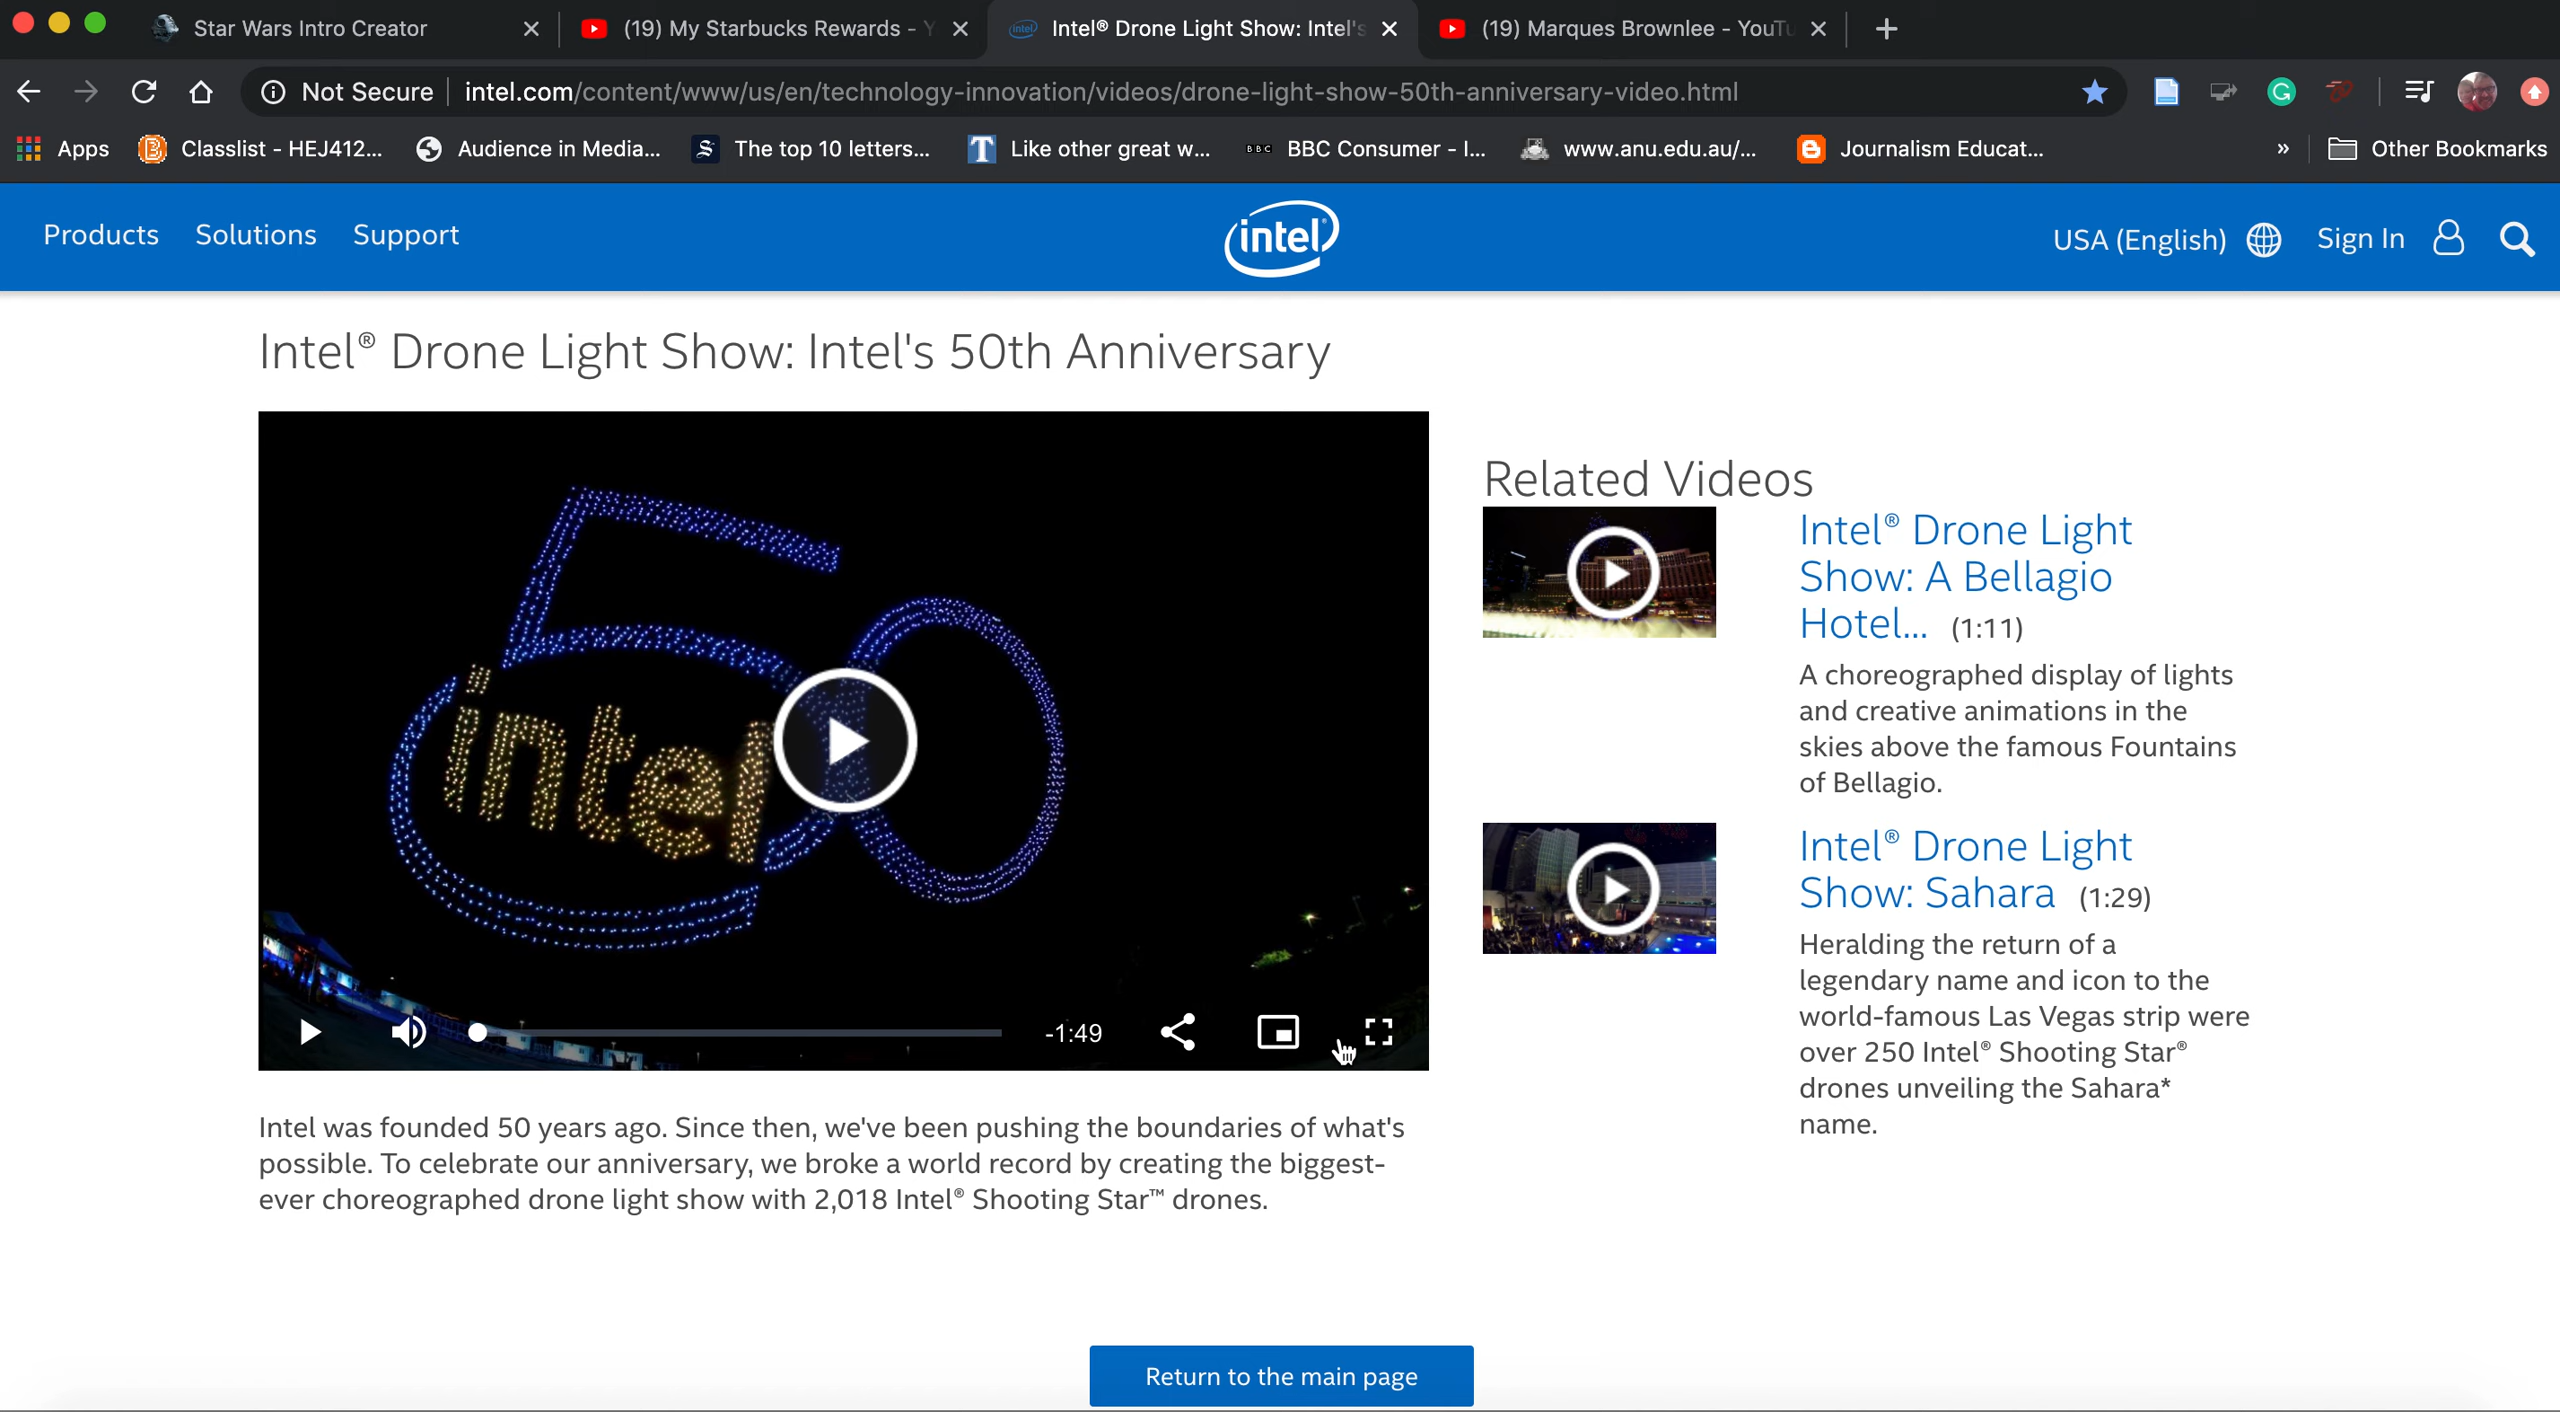 Star Wars Intro Creator
(19) My Starbucks Rewards -
Intel® Drone Light Show: Intel's
(19) Marques Brownlee - YouTu
Not Secure
intel.com/content/www/us/en/technology-innovation/videos/drone-light-show-50th-anniversary-video.html
Apps
Classlist - HEJ412...
Audience in Media...
The top 10 letters...
Like other great w...
BBC Consumer - I...
www.anu.edu.au/...
Journalism Educat...
»
Other Bookmarks
Products
Solutions
Support
intel
USA (English)
Sign In
Intel® Drone Light Show: Intel's 50th Anniversary
50
intel
-1:49
Intel was founded 50 years ago. Since then, we've been pushing the boundaries of what's
possible. To celebrate our anniversary, we broke a world record by creating the biggest-
ever choreographed drone light show with 2,018 Intel® Shooting Star™ drones.
Related Videos
Intel® Drone Light
Show: A Bellagio
Hotel... (1:11)
A choreographed display of lights
and creative animations in the
skies above the famous Fountains
of Bellagio.
Intel® Drone Light
Show: Sahara (1:29)
Heralding the return of a
legendary name and icon to the
world-famous Las Vegas strip were
over 250 Intel® Shooting Star®
drones unveiling the Sahara*
name.
Return to the main page